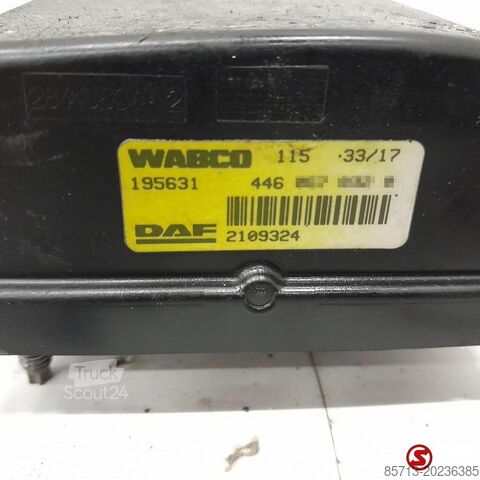 WABCO 115 ·33/17
195631 446
DAF 2109324
Truck
Scout24
S
85713-20236385